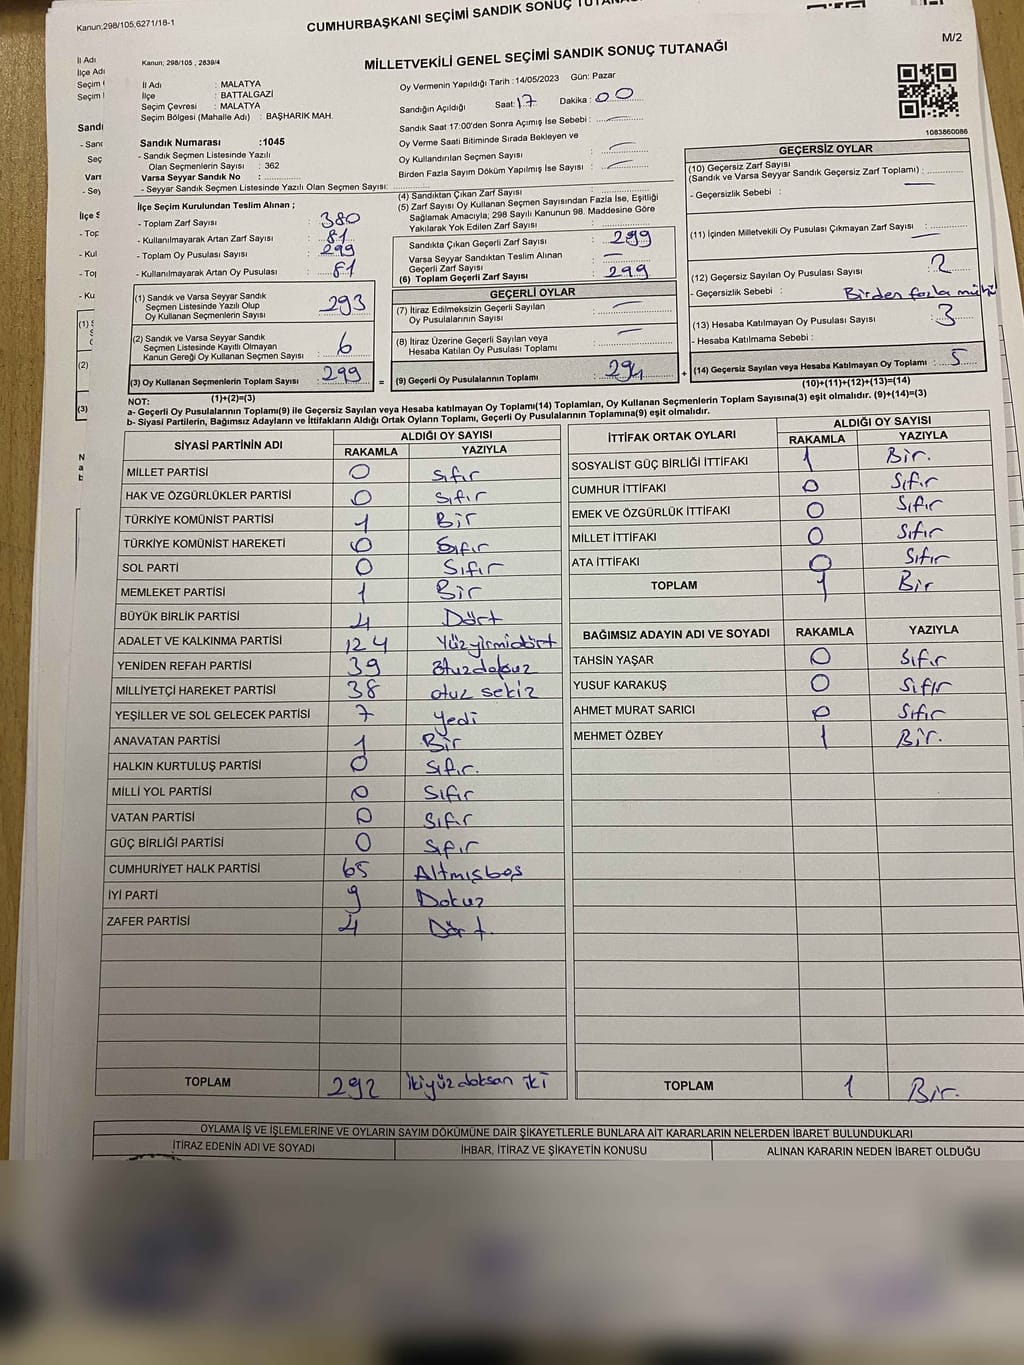 Kanun;298/105,6271/18-1
CUMHURBAŞKANI SEÇİMİ SANDIK SONUÇ
M/2
Kanun; 298/105 , 2839/4
MİLLETVEKİLİ GENEL SEÇİMİ SANDIK SONUÇ TUTANAĞI
İl Adı : MALATYA
İlçe : BATTALGAZİ
Seçim Çevresi : MALATYA
Seçim Bölgesi (Mahalle Adı) : BAŞHARIK MAH.
Oy Vermenin Yapıldığı Tarih :14/05/2023 Gün: Pazar
Sandığın Açıldığı Saat: 17 Dakika : 00
Sandık Saat 17:00'den Sonra Açımış İse Sebebi :
Oy Verme Saati Bitiminde Sırada Bekleyen ve
Oy Kullandırılan Seçmen Sayısı :
Birden Fazla Sayım Döküm Yapılmış İse Sayısı :
1083860086
Sandık Numarası :1045
- Sandık Seçmen Listesinde Yazılı
Olan Seçmenlerin Sayısı : 362
Varsa Seyyar Sandık No :
- Seyyar Sandık Seçmen Listesinde Yazılı Olan Seçmen Sayısı:
İlçe Seçim Kurulundan Teslim Alınan ;
- Toplam Zarf Sayısı : 380
- Kullanılmayarak Artan Zarf Sayısı : 81
- Toplam Oy Pusulası Sayısı : 299
- Kullanılmayarak Artan Oy Pusulası : 81
(1) Sandık ve Varsa Seyyar Sandık
Seçmen Listesinde Yazılı Olup
Oy Kullanan Seçmenlerin Sayısı : 293
(2) Sandık ve Varsa Seyyar Sandık
Seçmen Listesinde Kayıtlı Olmayan
Kanun Gereği Oy Kullanan Seçmen Sayısı : 6
(3) Oy Kullanan Seçmenlerin Toplam Sayısı : 299
(1)+(2)=(3)
(4) Sandıktan Çıkan Zarf Sayısı :
(5) Zarf Sayısı Oy Kullanan Seçmen Sayısından Fazla İse, Eşitliği
Sağlamak Amacıyla; 298 Sayılı Kanunun 98. Maddesine Göre
Yakılarak Yok Edilen Zarf Sayısı :
Sandıkta Çıkan Geçerli Zarf Sayısı : 299
Varsa Seyyar Sandıktan Teslim Alınan
Geçerli Zarf Sayısı :
(6) Toplam Geçerli Zarf Sayısı : 299
GEÇERLİ OYLAR
(7) İtiraz Edilmeksizin Geçerli Sayılan
Oy Pusulalarının Sayısı :
(8) İtiraz Üzerine Geçerli Sayılan veya
Hesaba Katılan Oy Pusulası Toplamı :
= (9) Geçerli Oy Pusulalarının Toplamı : 294 +
GEÇERSİZ OYLAR
(10) Geçersiz Zarf Sayısı
(Sandık ve Varsa Seyyar Sandık Geçersiz Zarf Toplamı) :
- Geçersizlik Sebebi :
(11) İçinden Milletvekili Oy Pusulası Çıkmayan Zarf Sayısı :
(12) Geçersiz Sayılan Oy Pusulası Sayısı : 2
- Geçersizlik Sebebi : Birden fazla
(13) Hesaba Katılmayan Oy Pusulası Sayısı : 3
- Hesaba Katılmama Sebebi :
(14) Geçersiz Sayılan veya Hesaba Katılmayan Oy Toplamı : 5
(10)+(11)+(12)+(13)=(14)
NOT:
a- Geçerli Oy Pusulalarının Toplamı(9) ile Geçersiz Sayılan veya Hesaba katılmayan Oy Toplamı(14) Toplamları, Oy Kullanan Seçmenlerin Toplam Sayısına(3) eşit olmalıdır. (9)+(14)=(3)
b- Siyasi Partilerin, Bağımsız Adayların ve İttifakların Aldığı Ortak Oyların Toplamı, Geçerli Oy Pusulalarının Toplamına(9) eşit olmalıdır.
SİYASİ PARTİNİN ADI ALDIĞI OY SAYISI
RAKAMLA YAZIYLA
MİLLET PARTİSİ 0 Sıfır
HAK VE ÖZGÜRLÜKLER PARTİSİ 0 Sıfır
TÜRKİYE KOMÜNİST PARTİSİ 1 Bir
TÜRKİYE KOMÜNİST HAREKETİ 0 Sıfır
SOL PARTİ 0 Sıfır
MEMLEKET PARTİSİ 1 Bir
BÜYÜK BİRLİK PARTİSİ 4 Dört
ADALET VE KALKINMA PARTİSİ 124 Yüzyirmidört
YENİDEN REFAH PARTİSİ 39 Otuzdokuz
MİLLİYETÇİ HAREKET PARTİSİ 38 otuz sekiz
YEŞİLLER VE SOL GELECEK PARTİSİ 7 Yedi
ANAVATAN PARTİSİ 1 Bir
HALKIN KURTULUŞ PARTİSİ 0 Sıfır.
MİLLİ YOL PARTİSİ 0 Sıfır
VATAN PARTİSİ 0 Sıfır
GÜÇ BİRLİĞİ PARTİSİ 0 Sıfır
CUMHURİYET HALK PARTİSİ 65 Altmışbeş
İYİ PARTİ 9 Dokuz
ZAFER PARTİSİ 4 Dört.
TOPLAM 292 ikiyüzdoksan iki
İTTİFAK ORTAK OYLARI ALDIĞI OY SAYISI
RAKAMLA YAZIYLA
SOSYALİST GÜÇ BİRLİĞİ İTTİFAKI 1 Bir.
CUMHUR İTTİFAKI 0 Sıfır
EMEK VE ÖZGÜRLÜK İTTİFAKI 0 Sıfır
MİLLET İTTİFAKI 0 Sıfır
ATA İTTİFAKI 0 Sıfır
TOPLAM 1 Bir
BAĞIMSIZ ADAYIN ADI VE SOYADI RAKAMLA YAZIYLA
TAHSİN YAŞAR 0 Sıfır
YUSUF KARAKUŞ 0 Sıfır
AHMET MURAT SARICI 0 Sıfır
MEHMET ÖZBEY 1 Bir.
TOPLAM 1 Bir.
OYLAMA İŞ VE İŞLEMLERİNE VE OYLARIN SAYIM DÖKÜMÜNE DAİR ŞİKAYETLERLE BUNLARA AİT KARARLARIN NELERDEN İBARET BULUNDUKLARI
İTİRAZ EDENİN ADI VE SOYADI İHBAR, İTİRAZ VE ŞİKAYETİN KONUSU ALINAN KARARIN NEDEN İBARET OLDUĞU